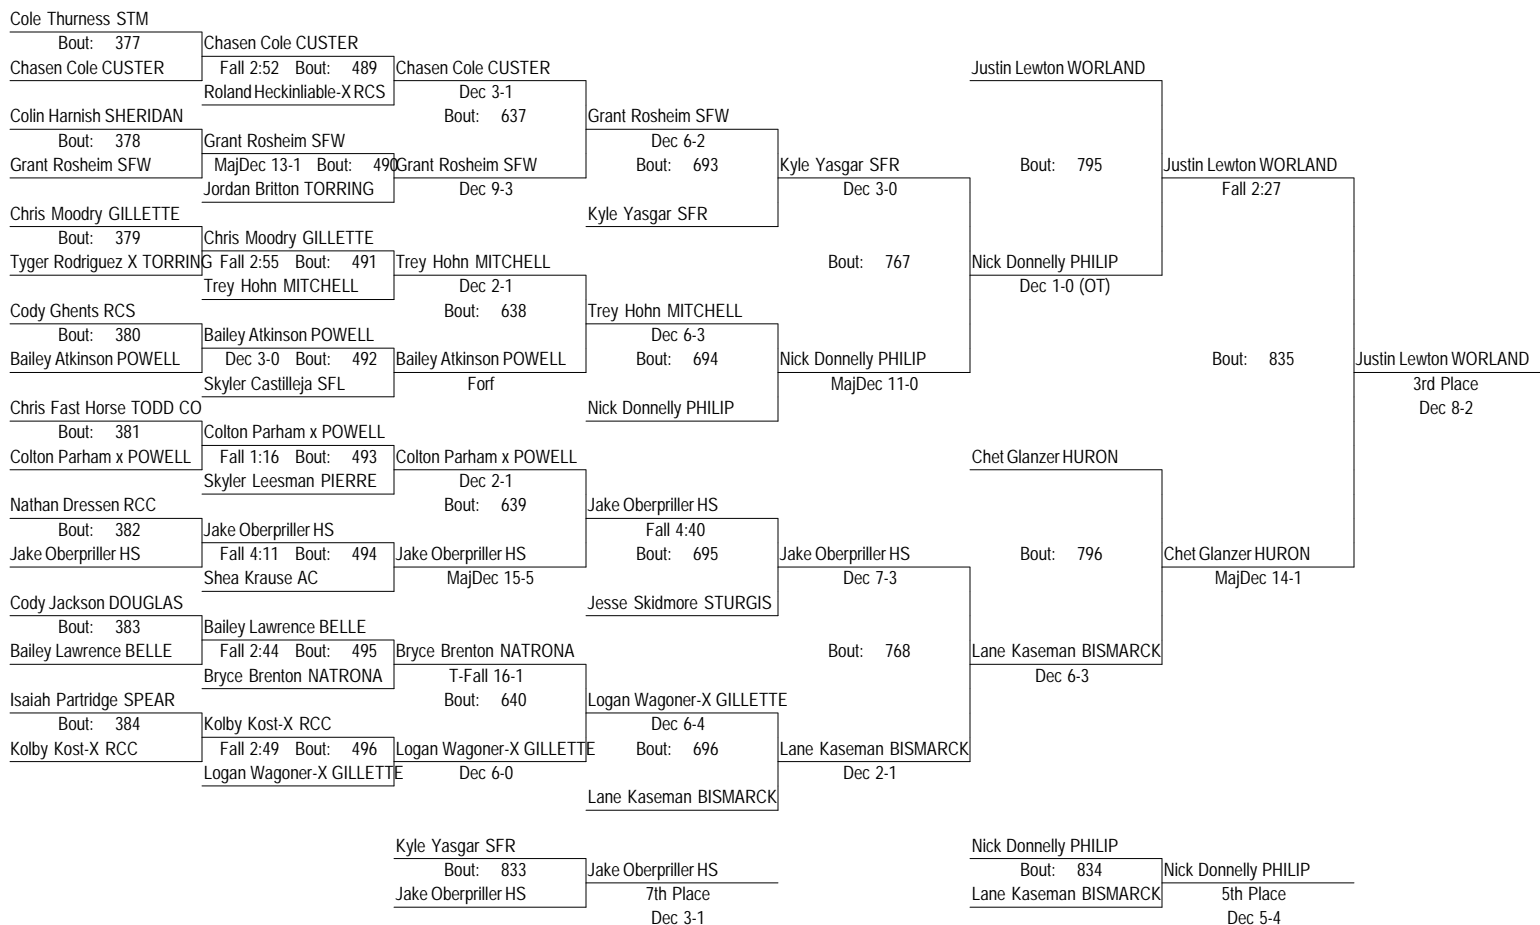 Cole Thurness STM
Bout: 377
Chasen Cole CUSTER
Colin Harnish SHERIDAN
Bout: 378
Grant Rosheim SFW
Chris Moodry GILLETTE
Bout: 379
Tyger Rodriguez X TORRING
Cody Ghents RCS
Bout: 380
Bailey Atkinson POWELL
Chris Fast Horse TODD CO
Bout: 381
Colton Parham x POWELL
Nathan Dressen RCC
Bout: 382
Jake Oberpriller HS
Cody Jackson DOUGLAS
Bout: 383
Bailey Lawrence BELLE
Isaiah Partridge SPEAR
Bout: 384
Kolby Kost-X RCC
Chasen Cole CUSTER
Fall 2:52 Bout: 489
Roland Heckinliable-X RCS
Grant Rosheim SFW
MajDec 13-1 Bout: 490
Jordan Britton TORRING
Chris Moodry GILLETTE
Fall 2:55 Bout: 491
Trey Hohn MITCHELL
Bailey Atkinson POWELL
Dec 3-0 Bout: 492
Skyler Castilleja SFL
Colton Parham x POWELL
Fall 1:16 Bout: 493
Skyler Leesman PIERRE
Jake Oberpriller HS
Fall 4:11 Bout: 494
Shea Krause AC
Bailey Lawrence BELLE
Fall 2:44 Bout: 495
Bryce Brenton NATRONA
Kolby Kost-X RCC
Fall 2:49 Bout: 496
Logan Wagoner-X GILLETTE
Chasen Cole CUSTER
Dec 3-1
Bout: 637
Grant Rosheim SFW
Dec 9-3
Trey Hohn MITCHELL
Dec 2-1
Bout: 638
Bailey Atkinson POWELL
Forf
Colton Parham x POWELL
Dec 2-1
Bout: 639
Jake Oberpriller HS
MajDec 15-5
Bryce Brenton NATRONA
T-Fall 16-1
Bout: 640
Logan Wagoner-X GILLETTE
Dec 6-0
Grant Rosheim SFW
Dec 6-2
Bout: 693
Kyle Yasgar SFR
Trey Hohn MITCHELL
Dec 6-3
Bout: 694
Nick Donnelly PHILIP
Jake Oberpriller HS
Fall 4:40
Bout: 695
Jesse Skidmore STURGIS
Logan Wagoner-X GILLETTE
Dec 6-4
Bout: 696
Lane Kaseman BISMARCK
Kyle Yasgar SFR
Dec 3-0
Bout: 767
Nick Donnelly PHILIP
MajDec 11-0
Jake Oberpriller HS
Dec 7-3
Bout: 768
Lane Kaseman BISMARCK
Dec 2-1
Justin Lewton WORLAND
Bout: 795
Nick Donnelly PHILIP
Dec 1-0 (OT)
Chet Glanzer HURON
Bout: 796
Lane Kaseman BISMARCK
Dec 6-3
Justin Lewton WORLAND
Fall 2:27
Bout: 835
Chet Glanzer HURON
MajDec 14-1
Justin Lewton WORLAND
3rd Place
Dec 8-2
Kyle Yasgar SFR
Bout: 833
Jake Oberpriller HS
Jake Oberpriller HS
7th Place
Dec 3-1
Nick Donnelly PHILIP
Bout: 834
Lane Kaseman BISMARCK
Nick Donnelly PHILIP
5th Place
Dec 5-4